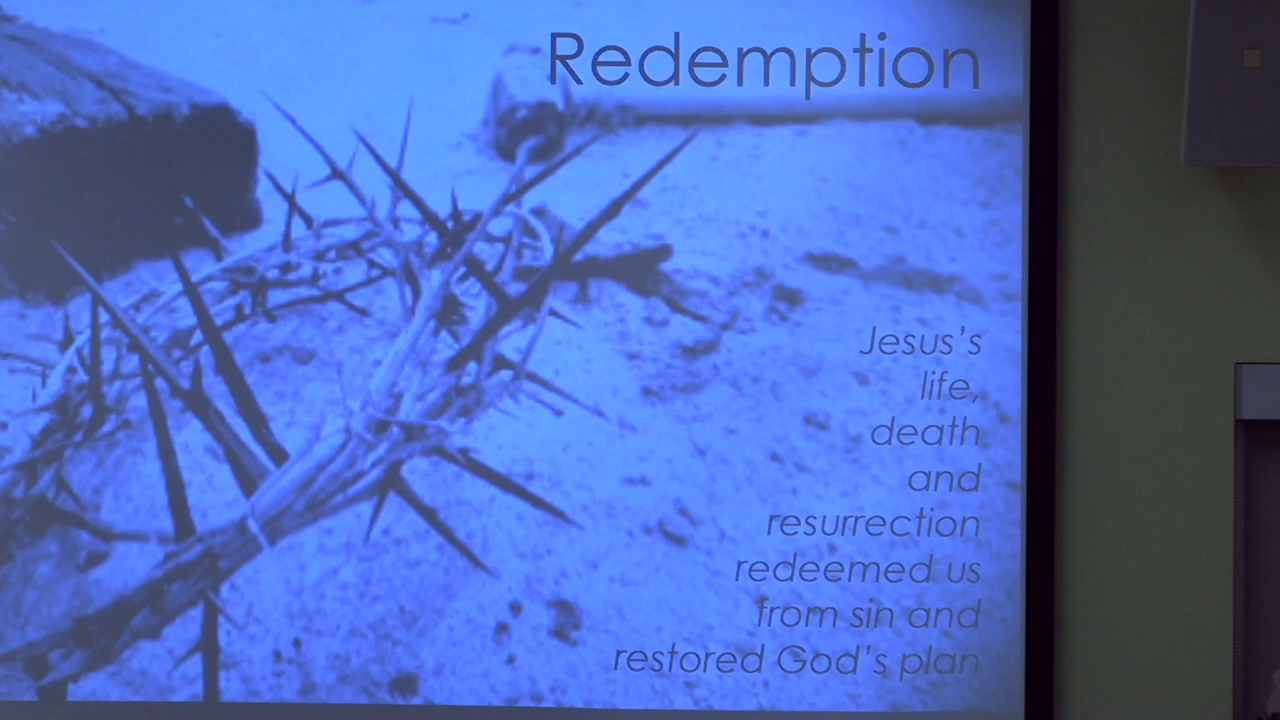 Redemption
Jesus's
life,
death
and
resurrection
redeemed us
from sin and
restored God's plan